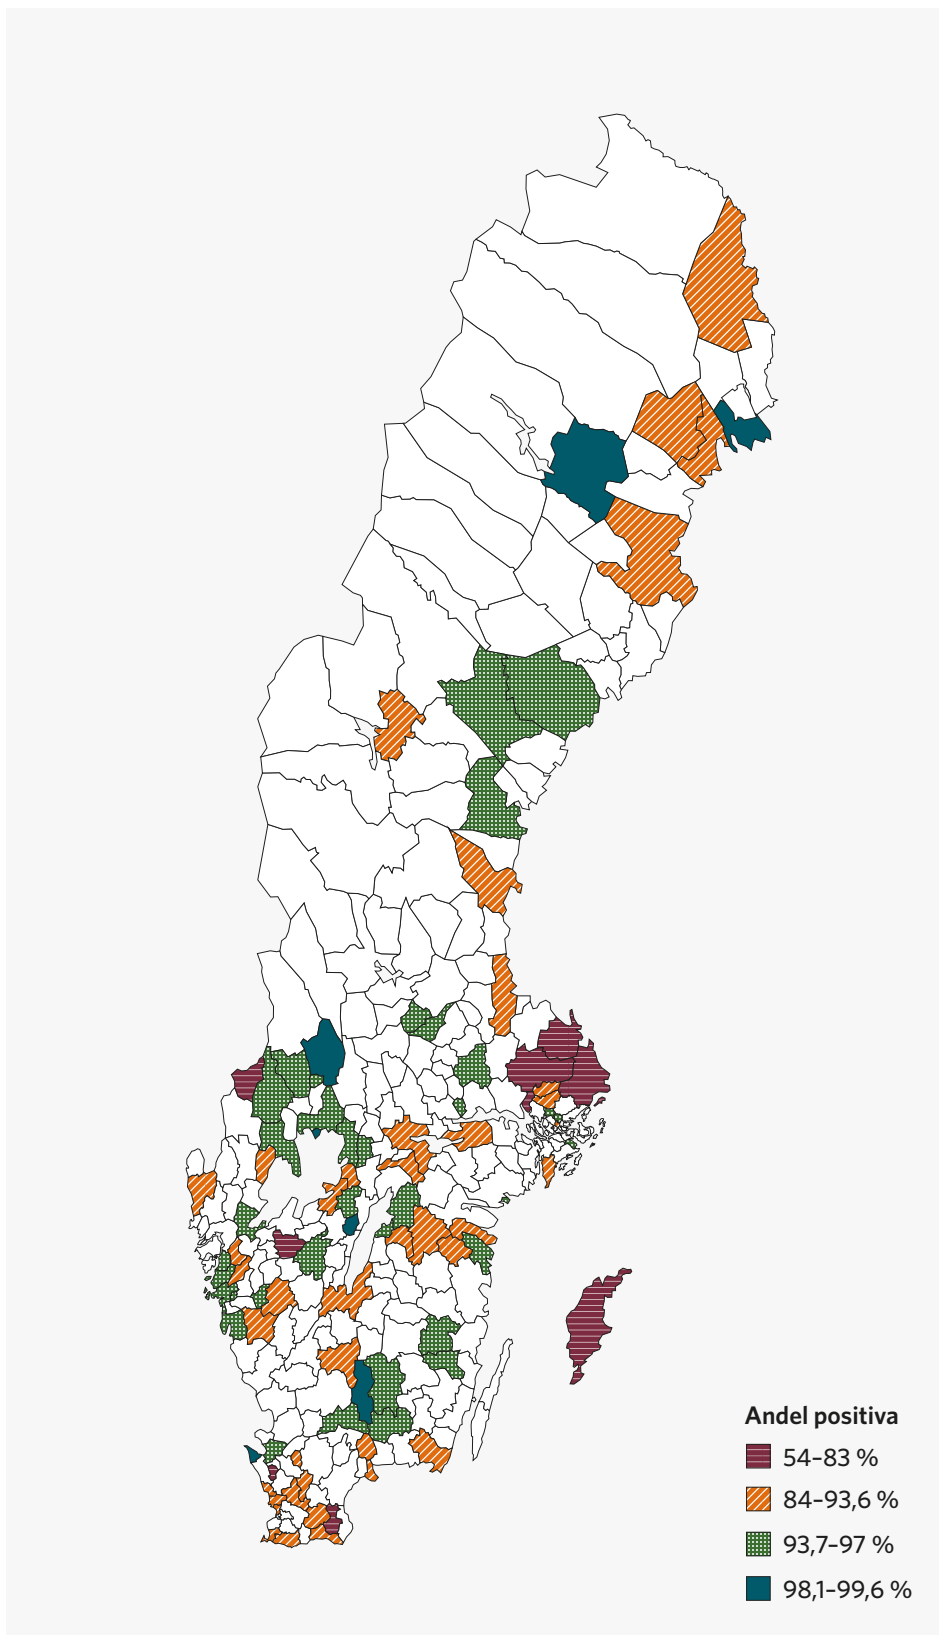 Andel positiva
54–83 %
84–93,6 %
93,7–97 %
98,1–99,6 %